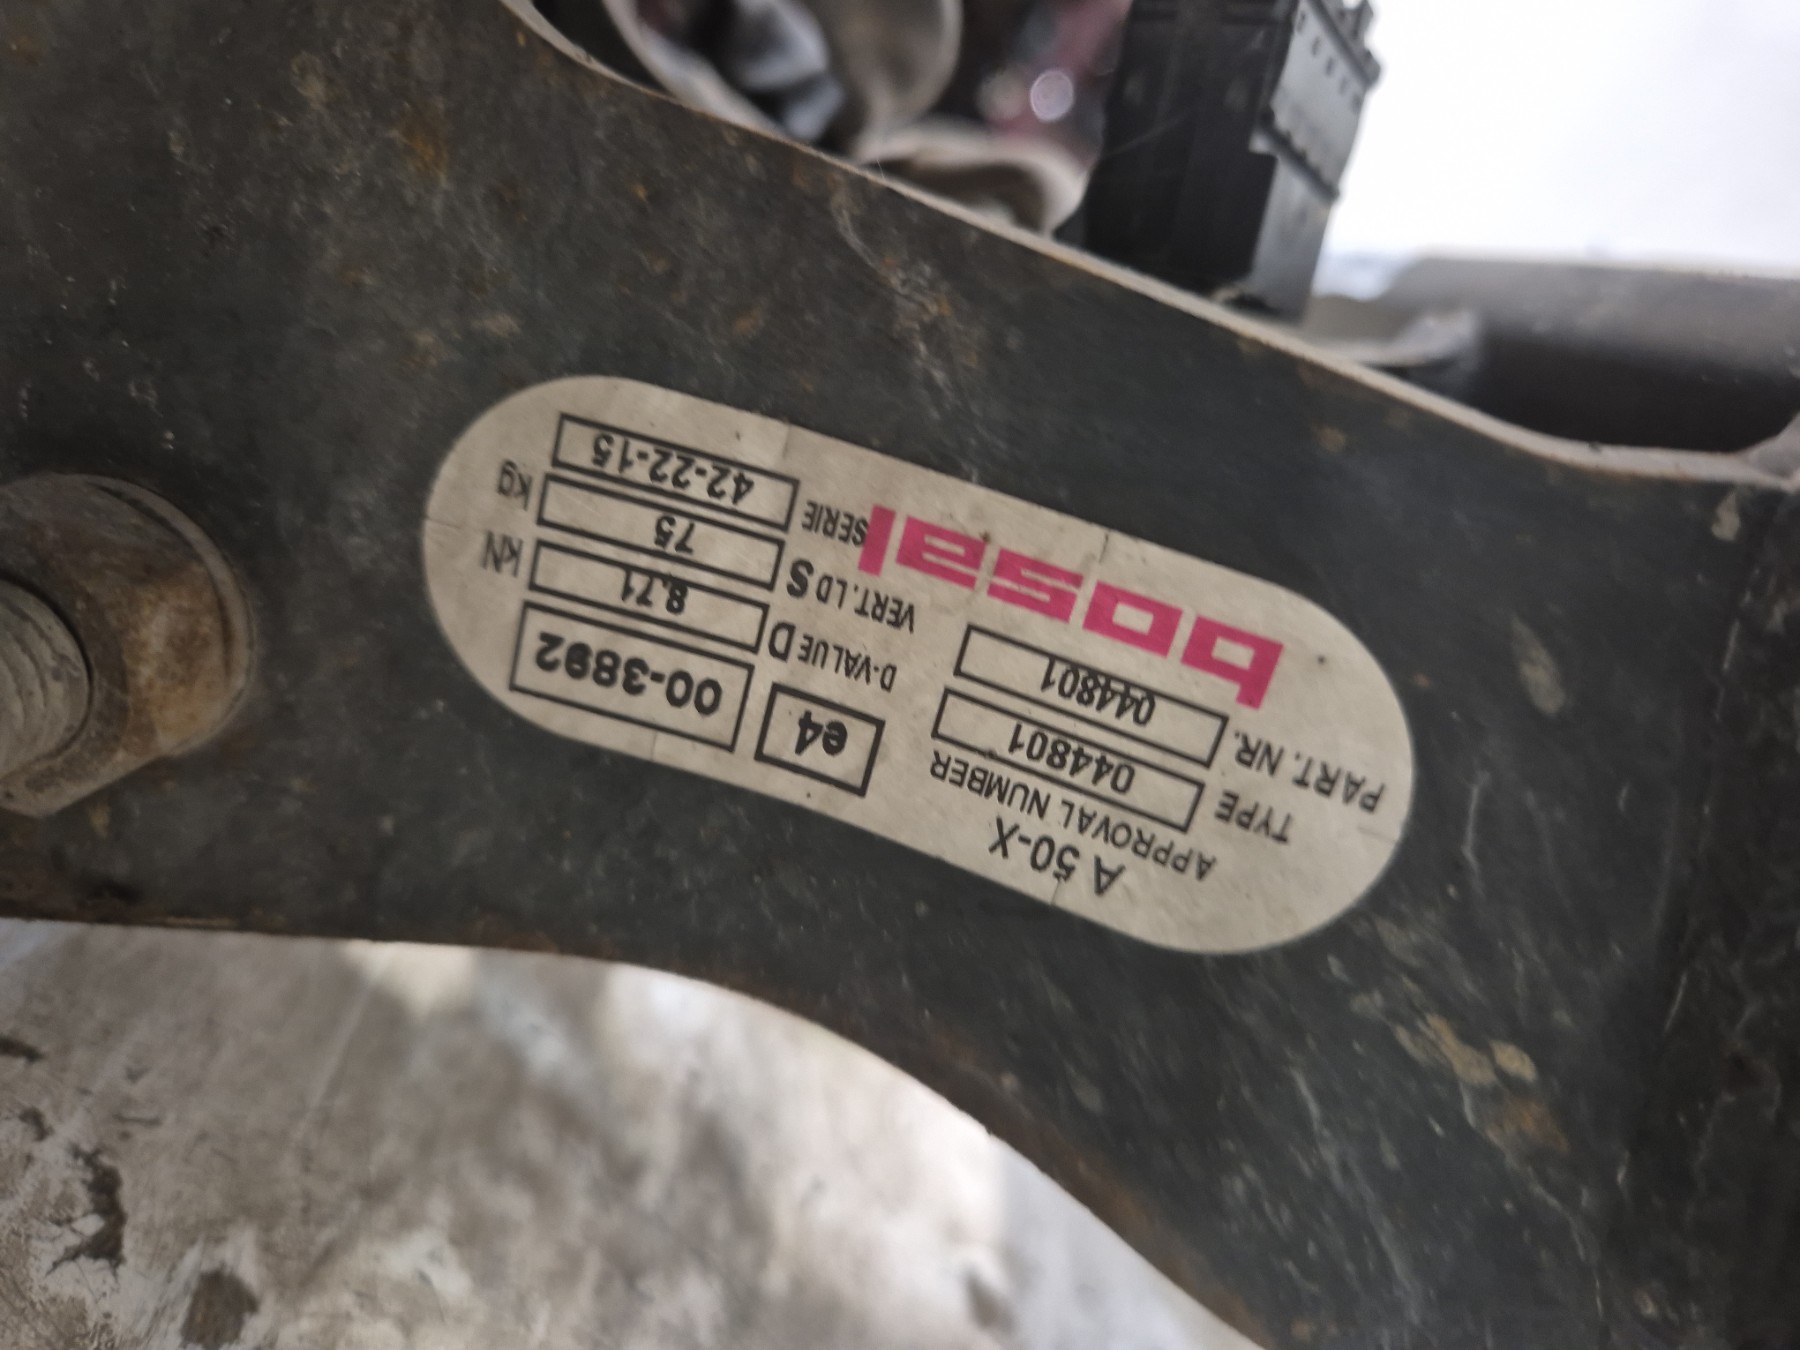 bosal
PART. NR. 044801
TYPE 044801
APPROVAL NUMBER
A 50-X
e4 00-3892
D-VALUE D 8.71 kN
VERT. LD S 75 kg
SERIE 42-22-15